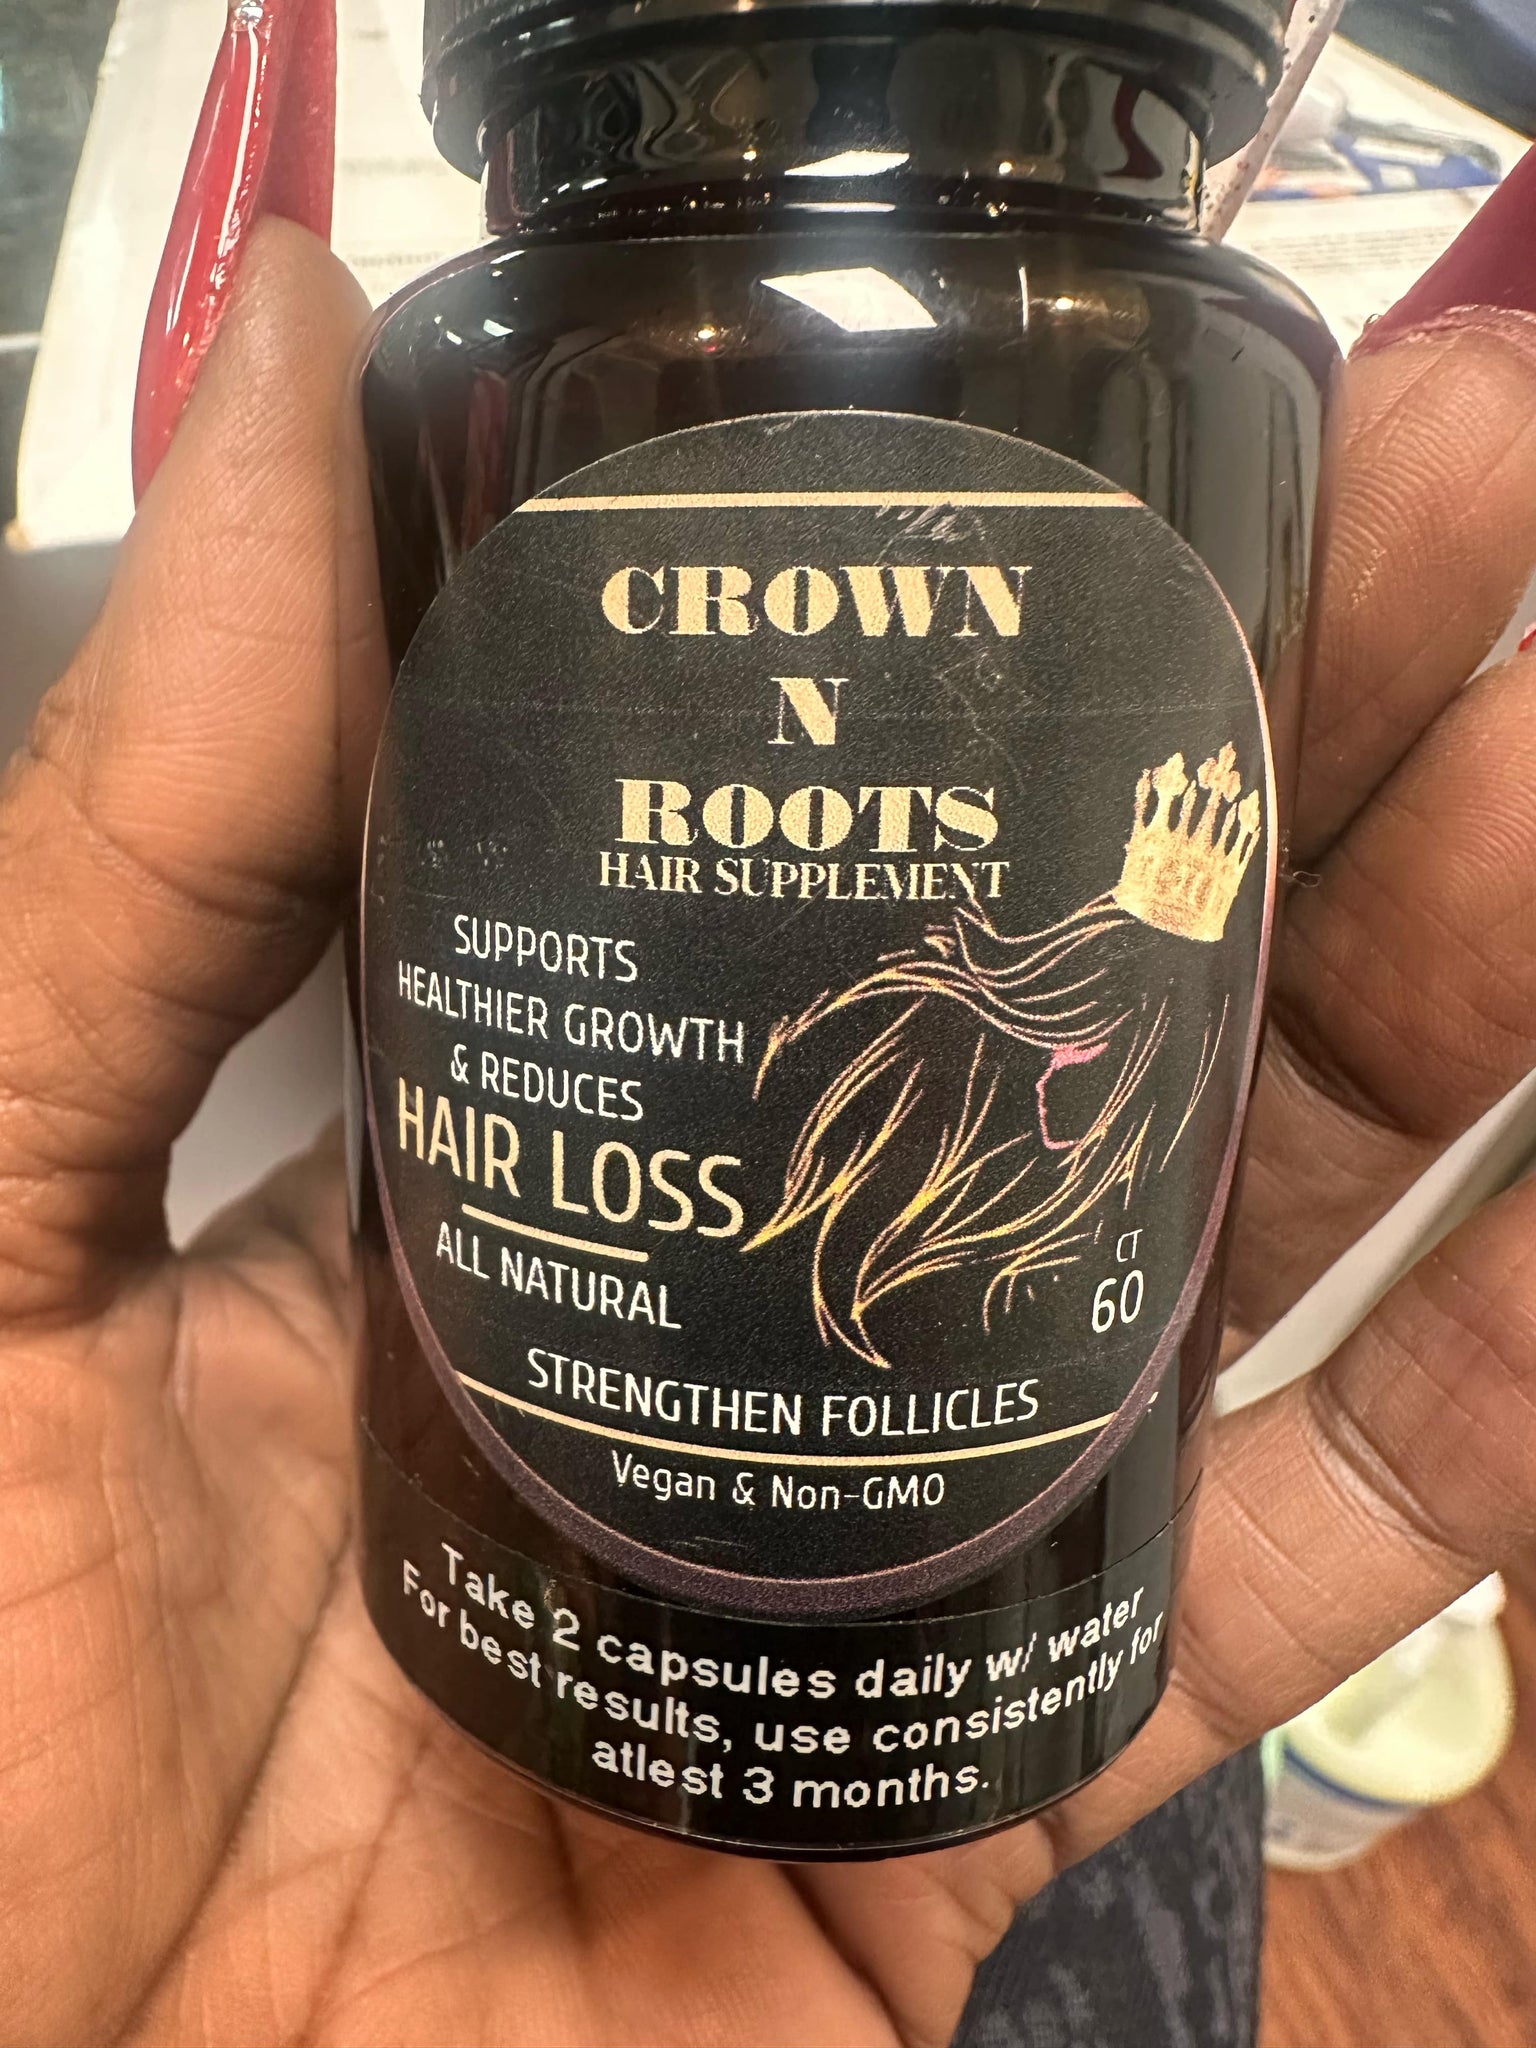 CROWN
N
ROOTS
HAIR SUPPLEMENT
SUPPORTS
HEALTHIER GROWTH
& REDUCES
HAIR LOSS
ALL NATURAL
CT
60
STRENGTHEN FOLLICLES
Vegan & Non-GMO
Take 2 capsules daily w/ water
For best results, use consistently for
atlest 3 months.